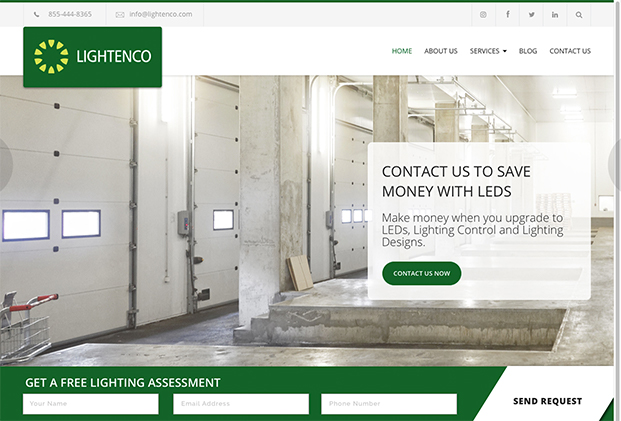 855-444-8365
info@lightenco.com
LIGHTENCO
HOME ABOUT US SERVICES BLOG CONTACT US
CONTACT US TO SAVE
MONEY WITH LEDS
Make money when you upgrade to
LEDs, Lighting Control and Lighting
Designs.
CONTACT US NOW
GET A FREE LIGHTING ASSESSMENT
Your Name
Email Address
Phone Number
SEND REQUEST